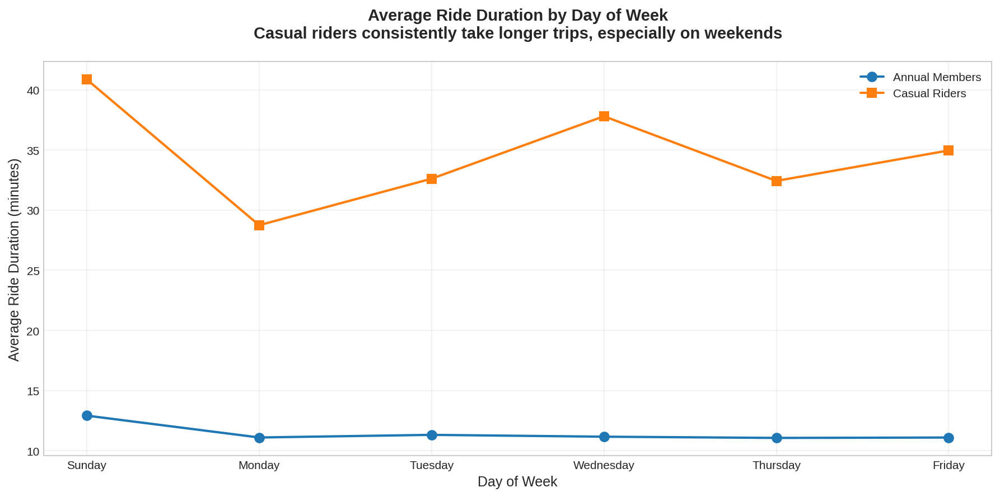 Average Ride Duration by Day of Week
Casual riders consistently take longer trips, especially on weekends
Annual Members
Casual Riders
Average Ride Duration (minutes)
40
35
30
25
20
15
10
Sunday Monday Tuesday Wednesday Thursday Friday
Day of Week